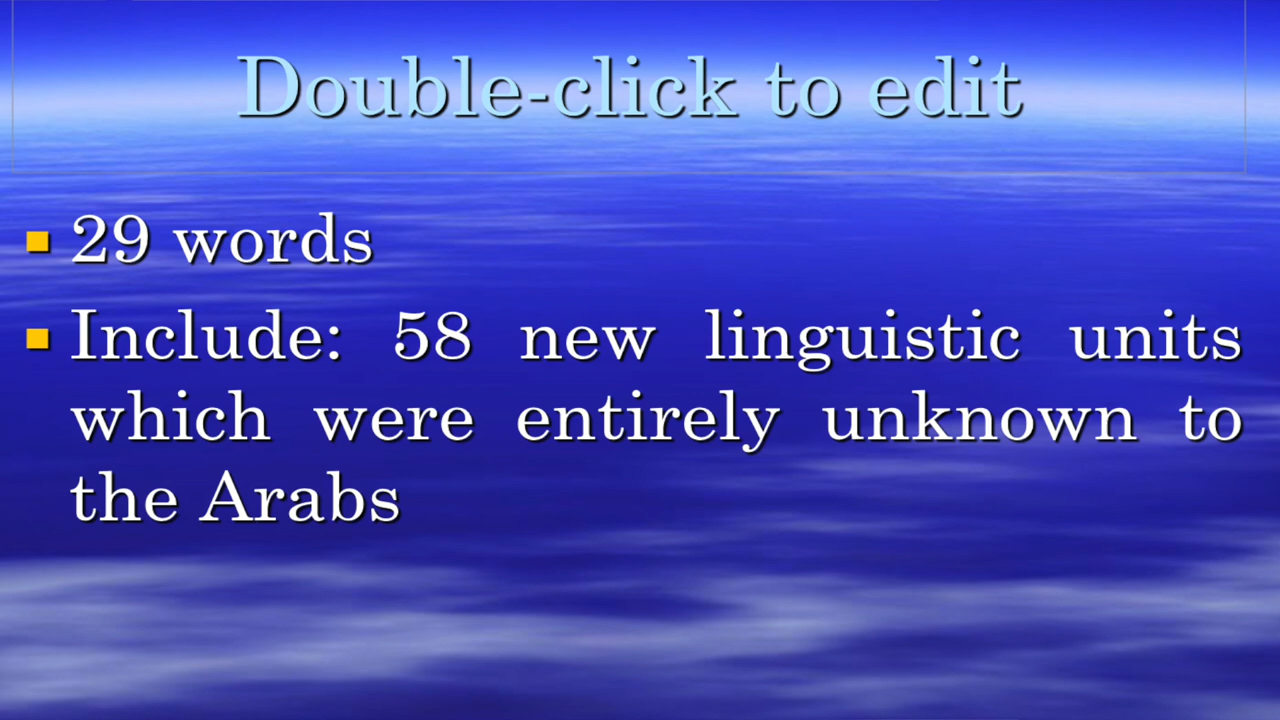 Double-click to edit
29 words
Include: 58 new linguistic units
which were entirely unknown to
the Arabs